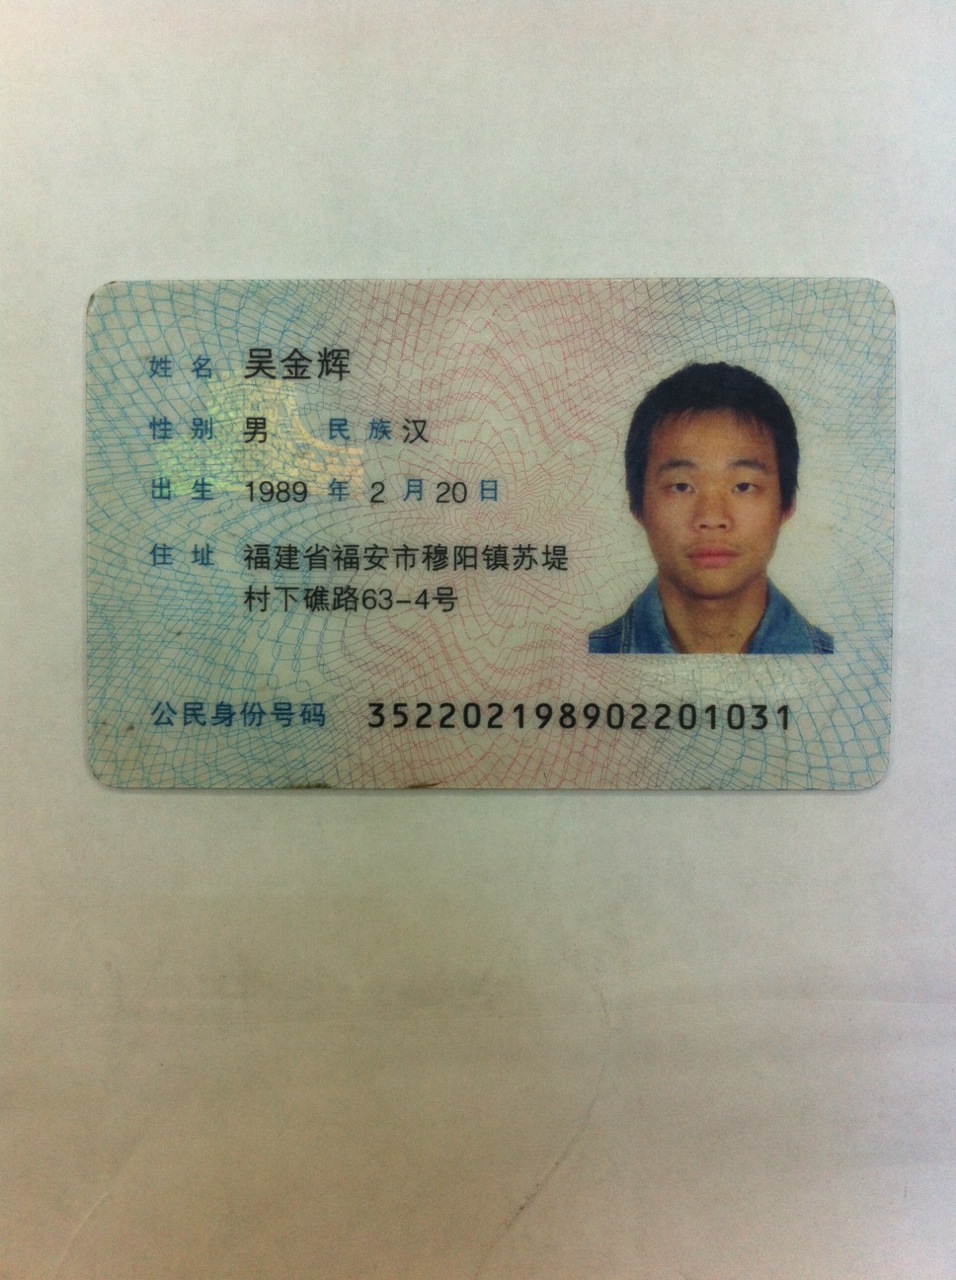 姓名 吴金辉
性别 男 民族 汉
出生 1989 年 2 月 20 日
住址 福建省福安市穆阳镇苏堤
村下礁路63-4号
公民身份号码 352202198902201031